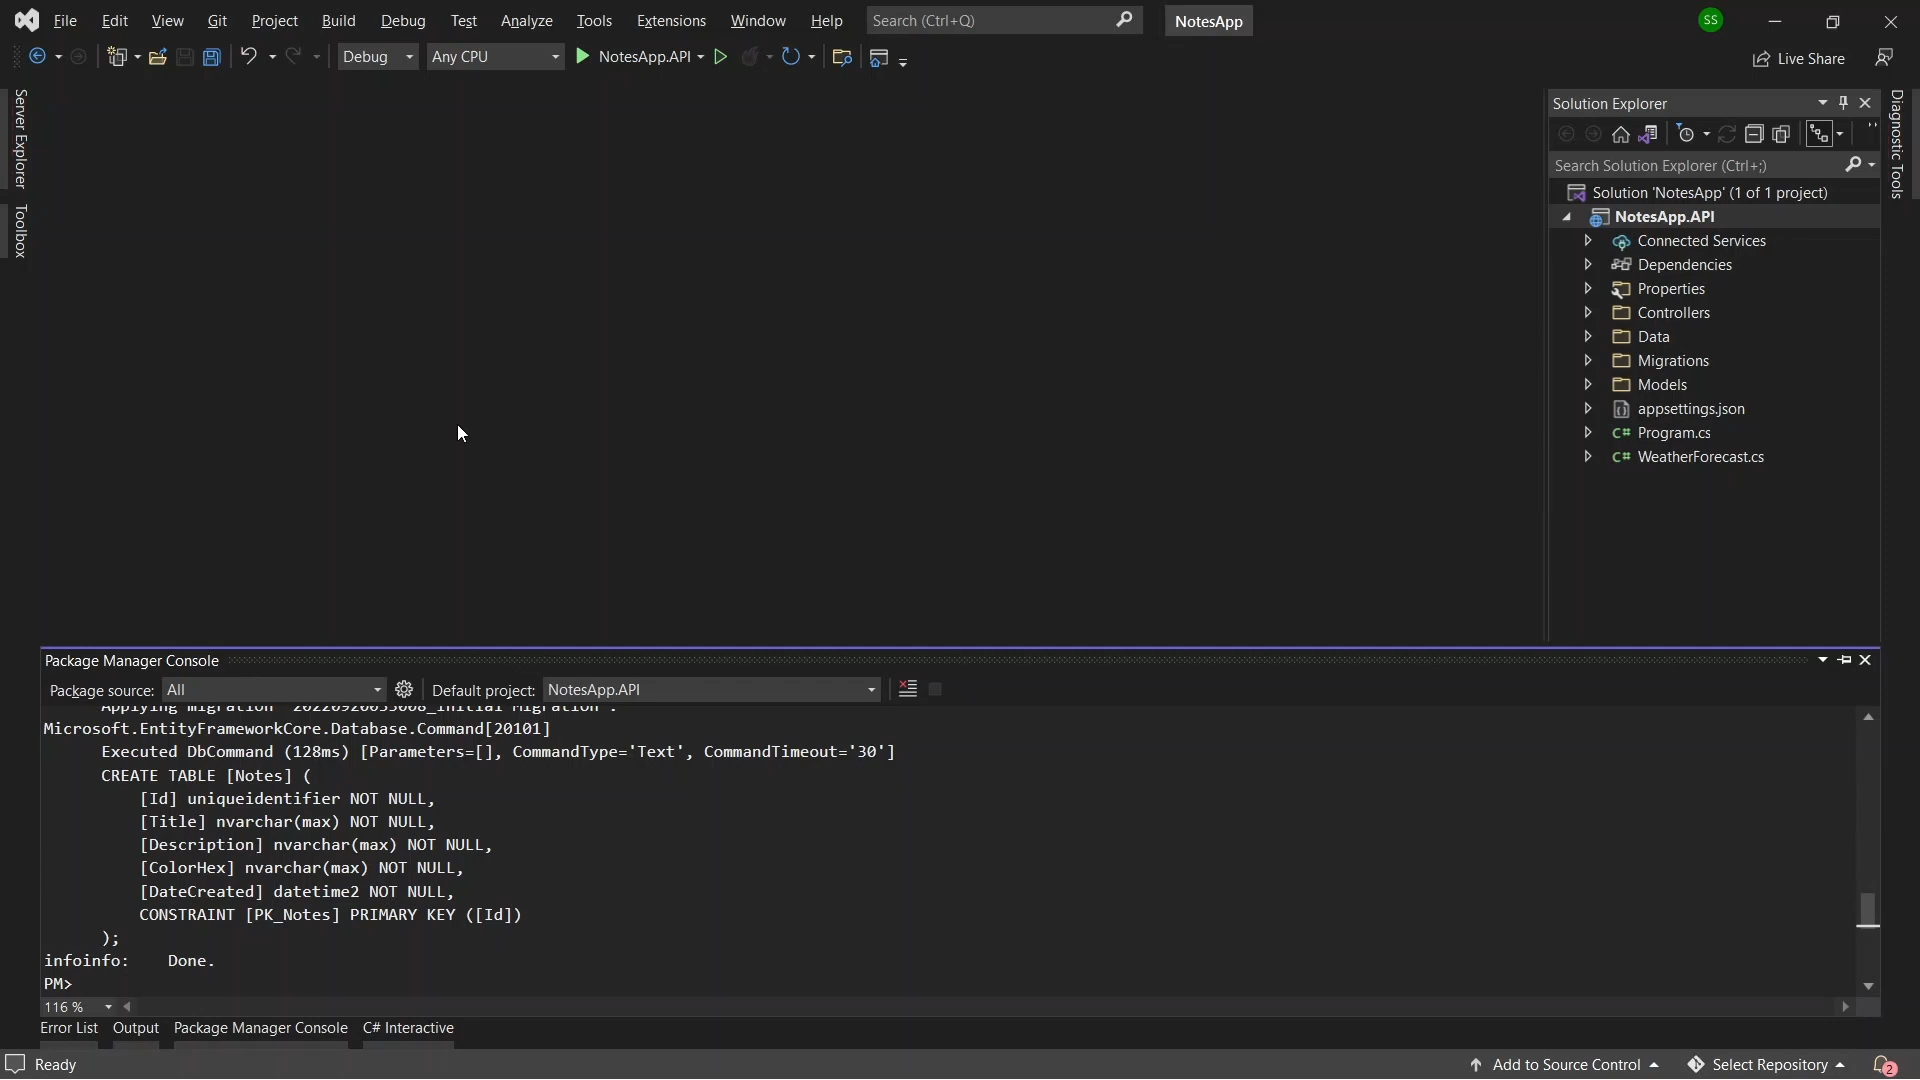 File Edit View Git Project Build Debug Test Analyze Tools Extensions Window Help Search (Ctrl+Q) NotesApp SS
Debug Any CPU NotesApp.API Live Share
Server Explorer
Toolbox
Solution Explorer
Search Solution Explorer (Ctrl+;)
Solution 'NotesApp' (1 of 1 project)
NotesApp.API
Connected Services
Dependencies
Properties
Controllers
Data
Migrations
Models
appsettings.json
C# Program.cs
C# WeatherForecast.cs
Diagnostic Tools
Package Manager Console
Package source: All Default project: NotesApp.API
Applying migration
Microsoft.EntityFrameworkCore.Database.Command[20101]
Executed DbCommand (128ms) [Parameters=[], CommandType='Text', CommandTimeout='30']
CREATE TABLE [Notes] (
[Id] uniqueidentifier NOT NULL,
[Title] nvarchar(max) NOT NULL,
[Description] nvarchar(max) NOT NULL,
[ColorHex] nvarchar(max) NOT NULL,
[DateCreated] datetime2 NOT NULL,
CONSTRAINT [PK_Notes] PRIMARY KEY ([Id])
);
infoinfo: Done.
PM>
116 %
Error List Output Package Manager Console C# Interactive
Ready Add to Source Control Select Repository 2